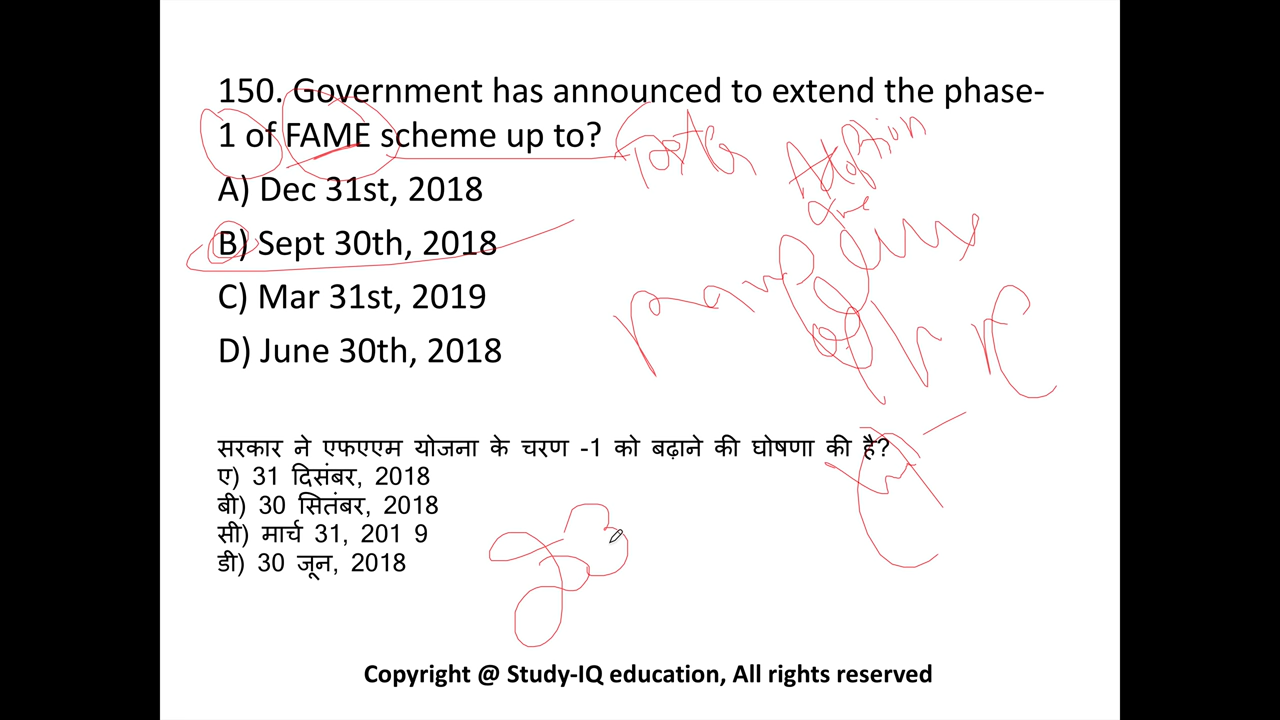 150. Government has announced to extend the phase-
1 of FAME scheme up to?
A) Dec 31st, 2018
B) Sept 30th, 2018
C) Mar 31st, 2019
D) June 30th, 2018
Adoption
सरकार ने एफएएम योजना के चरण -1 को बढ़ाने की घोषणा की है?
ए) 31 दिसंबर, 2018
बी) 30 सितंबर, 2018
सी) मार्च 31, 201 9
डी) 30 जून, 2018
Copyright @ Study-IQ education, All rights reserved